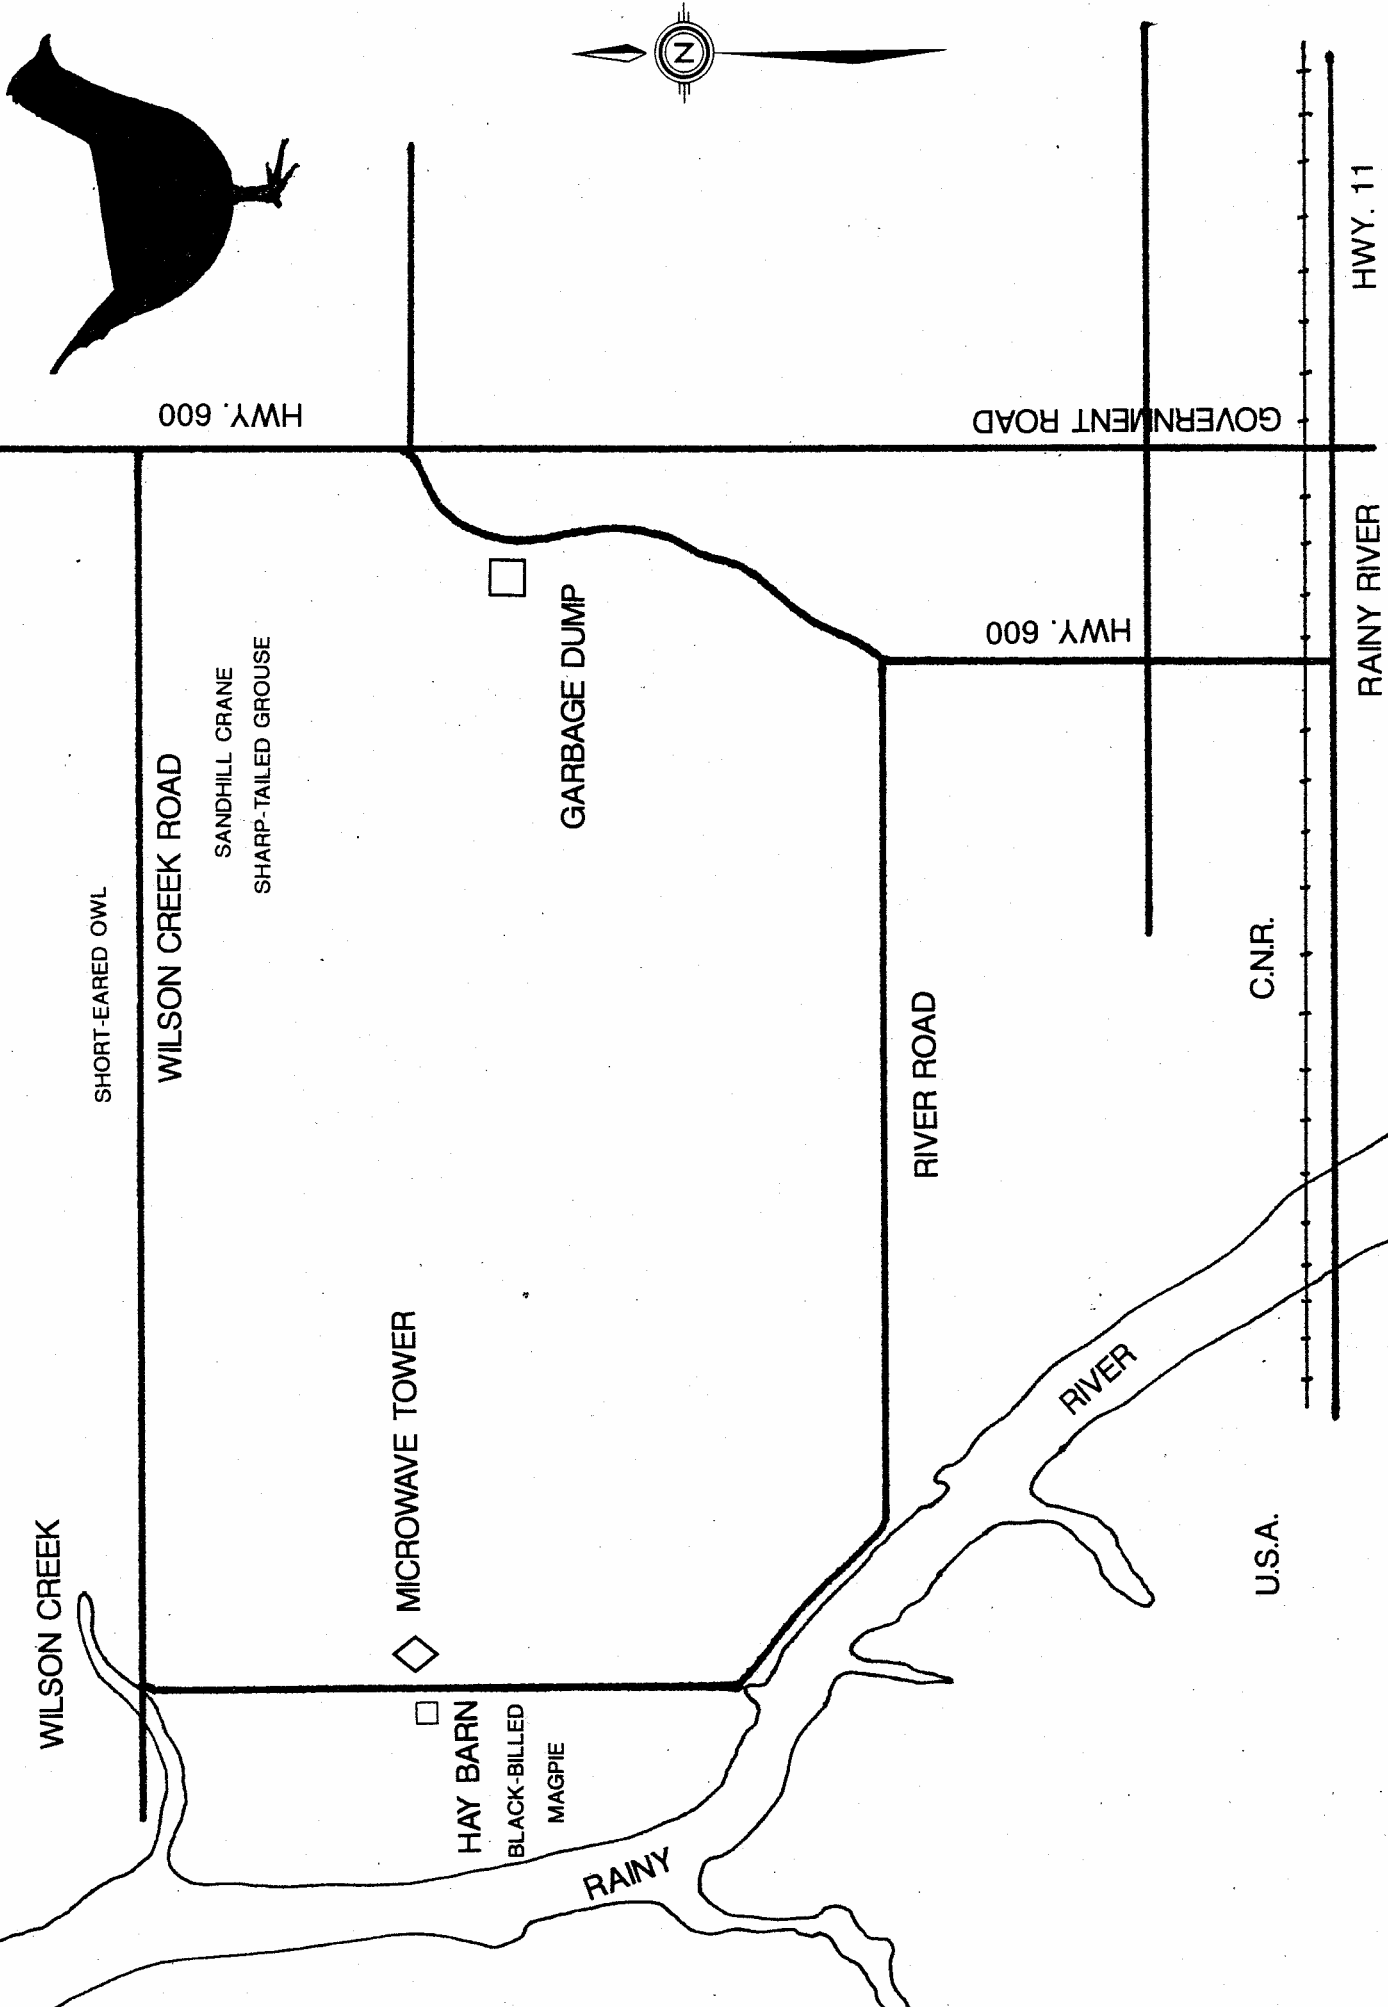 N
WILSON CREEK
SHORT-EARED OWL
WILSON CREEK ROAD
HWY. 600
SANDHILL CRANE
SHARP-TAILED GROUSE
MICROWAVE TOWER
HAY BARN
BLACK-BILLED
MAGPIE
GARBAGE DUMP
RAINY
RIVER
RIVER ROAD
HWY. 600
GOVERNMENT ROAD
C.N.R.
U.S.A.
RAINY RIVER
HWY. 11